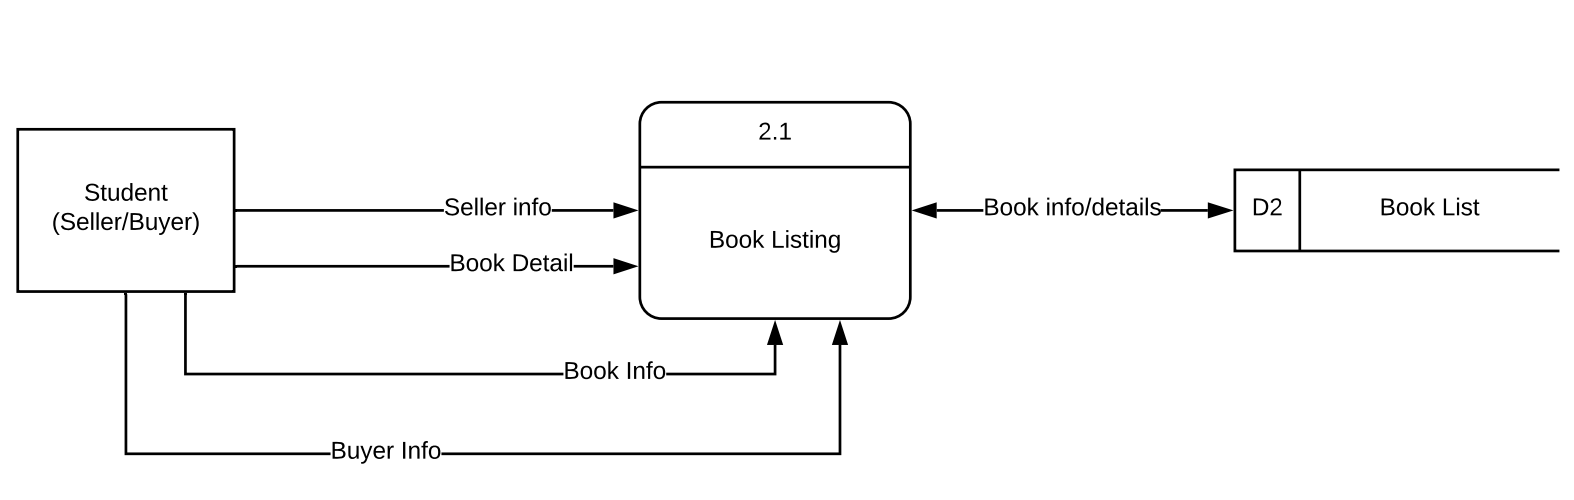 2.1
Student
(Seller/Buyer)
Seller info
Book Detail
Book Listing
Book info/details
D2
Book List
Book Info
Buyer Info